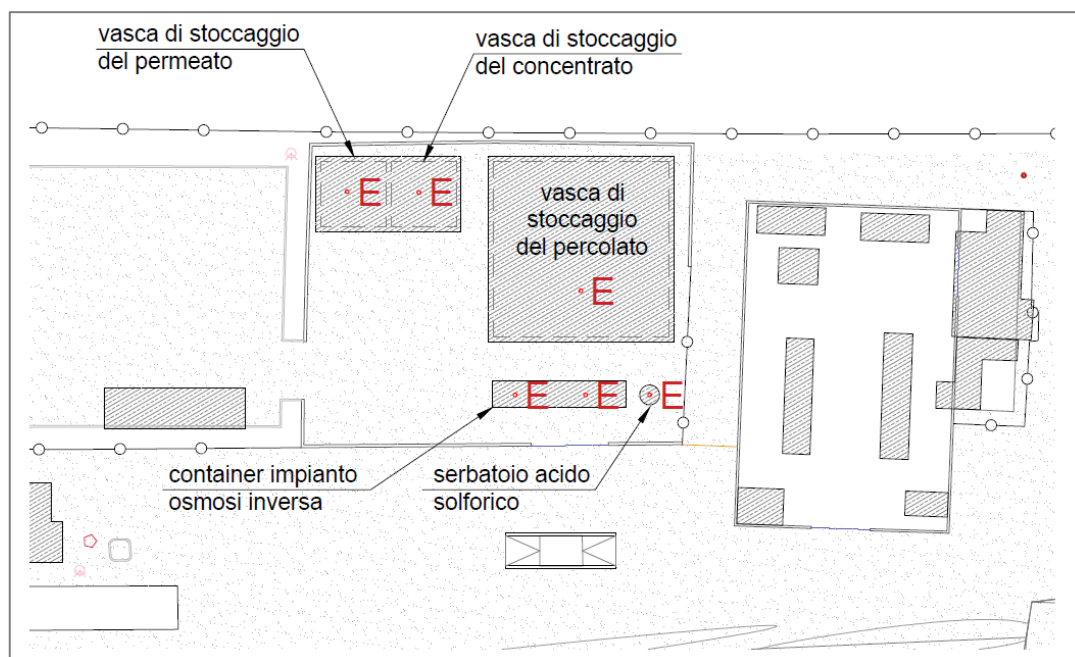 vasca di stoccaggio
del permeato
vasca di stoccaggio
del concentrato
E
E
vasca di
stoccaggio
del percolato
E
E
E
E
container impianto
osmosi inversa
serbatoio acido
solforico